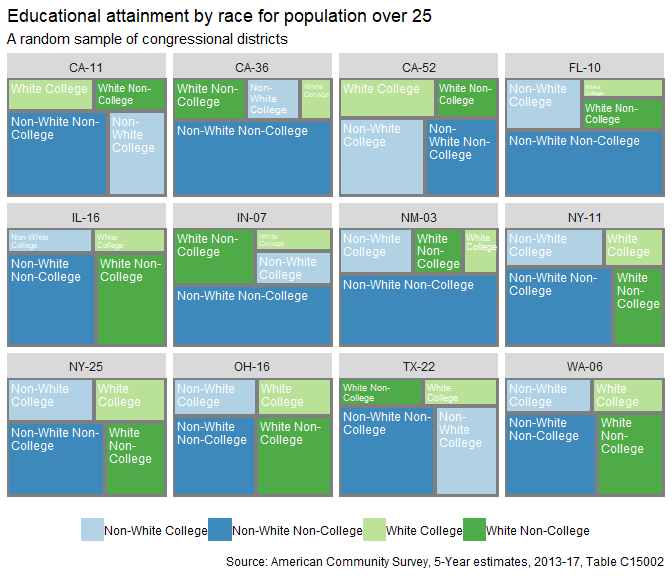 Educational attainment by race for population over 25
A random sample of congressional districts
CA-11
White College
White Non-
College
Non-White Non-
College
Non-
White
College
CA-36
White Non-
College
Non-
White
College
White
College
Non-White Non-College
CA-52
White College
White Non-
College
Non-White
College
Non-
White Non-
College
FL-10
Non-White
College
White
College
White Non-
College
Non-White Non-College
IL-16
Non-White
College
White
College
Non-White
Non-College
White Non-
College
IN-07
White Non-
College
White
College
Non-White
College
Non-White Non-College
NM-03
Non-White
College
White
Non-
College
White
College
Non-White Non-College
NY-11
Non-White
College
White
College
Non-White Non-
College
White
Non-
College
NY-25
Non-White
College
White
College
Non-White Non-
College
White
Non-
College
OH-16
Non-White
College
White
College
Non-White
Non-College
White Non-
College
TX-22
White Non-
College
White
College
Non-White Non-
College
Non-
White
College
WA-06
Non-White
College
White
College
Non-White
Non-College
White
Non-
College
Non-White College
Non-White Non-College
White College
White Non-College
Source: American Community Survey, 5-Year estimates, 2013-17, Table C15002